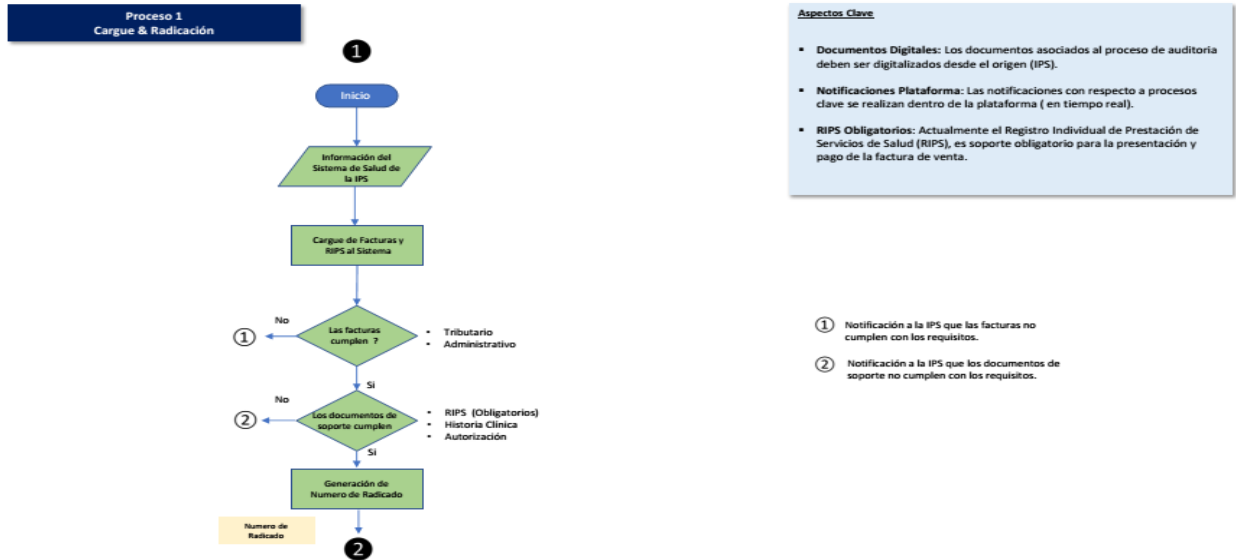 Proceso 1
Cargue & Radicación
1
Inicio
Información del
Sistema de Salud de
la IPS
Cargue de Facturas y
RIPS al Sistema
Las facturas
cumplen ?
No
1
▪ Tributario
▪ Administrativo
Si
Los documentos de
soporte cumplen
No
2
▪ RIPS (Obligatorios)
▪ Historia Clínica
▪ Autorización
Si
Generación de
Numero de Radicado
Numero de
Radicado
2
Aspectos Clave
▪ Documentos Digitales: Los documentos asociados al proceso de auditoria
deben ser digitalizados desde el origen (IPS).
▪ Notificaciones Plataforma: Las notificaciones con respecto a procesos
clave se realizan dentro de la plataforma ( en tiempo real).
▪ RIPS Obligatorios: Actualmente el Registro Individual de Prestación de
Servicios de Salud (RIPS), es soporte obligatorio para la presentación y
pago de la factura de venta.
1 Notificación a la IPS que las facturas no
cumplen con los requisitos.
2 Notificación a la IPS que los documentos de
soporte no cumplen con los requisitos.